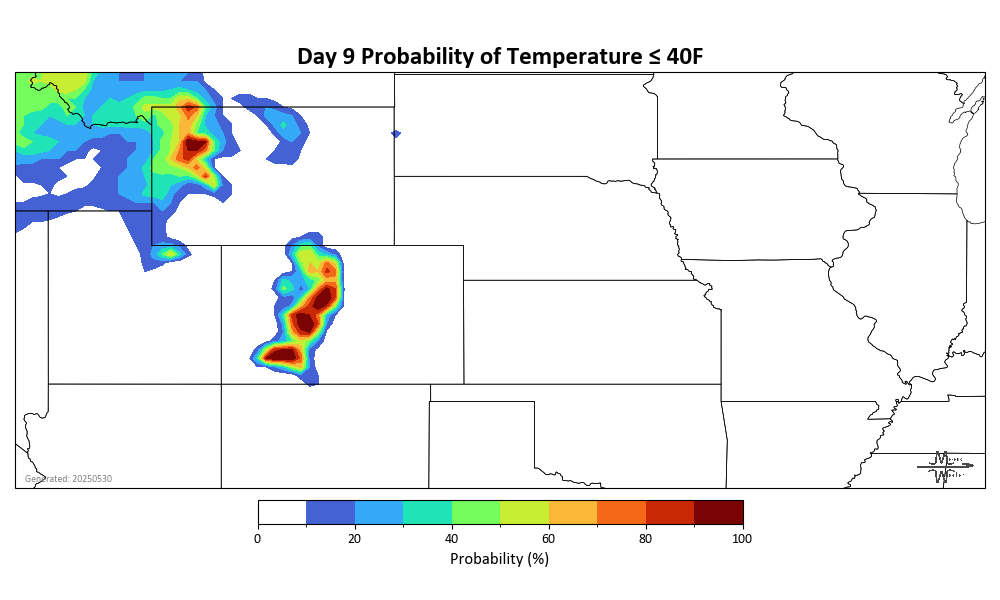 Day 9 Probability of Temperature ≤ 40F
Generated: 20250530
0 20 40 60 80 100
Probability (%)